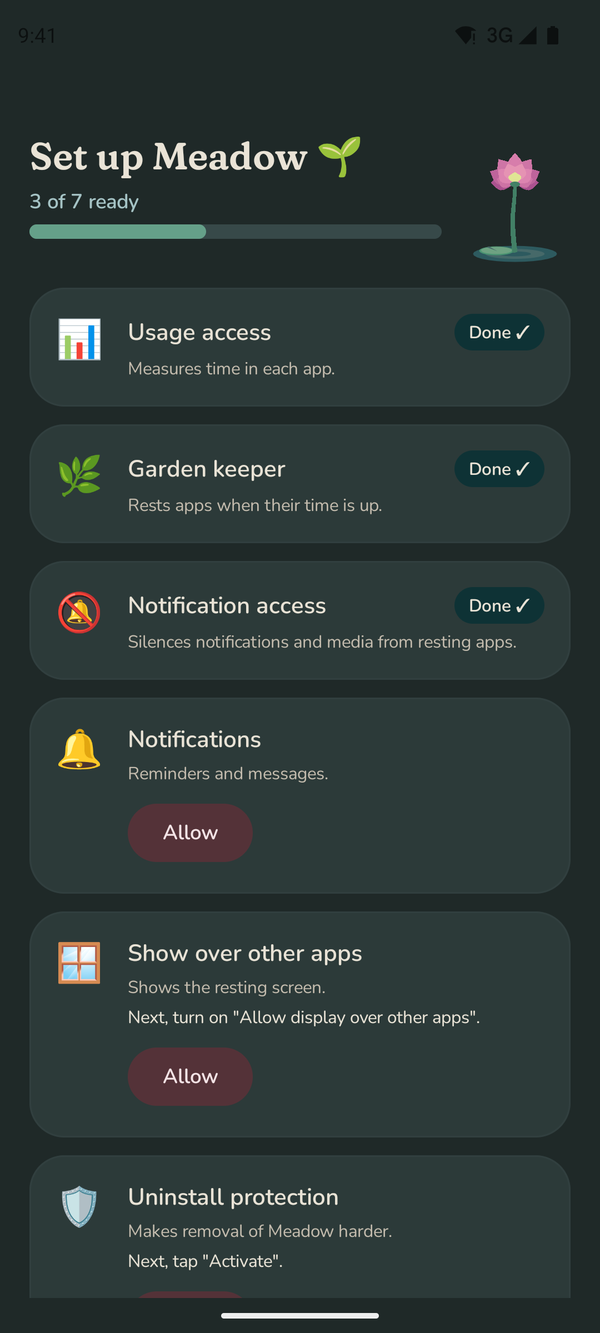 9:41
3G
Set up Meadow 🌱
3 of 7 ready
Usage access
Done ✓
Measures time in each app.
Garden keeper
Done ✓
Rests apps when their time is up.
Notification access
Done ✓
Silences notifications and media from resting apps.
Notifications
Reminders and messages.
Allow
Show over other apps
Shows the resting screen.
Next, turn on "Allow display over other apps".
Allow
Uninstall protection
Makes removal of Meadow harder.
Next, tap "Activate".